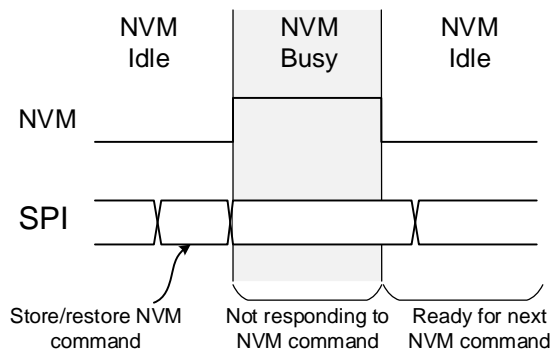 NVM
Idle
NVM
Busy
NVM
Idle
NVM
SPI
Store/restore NVM
command
Not responding to
NVM command
Ready for next
NVM command